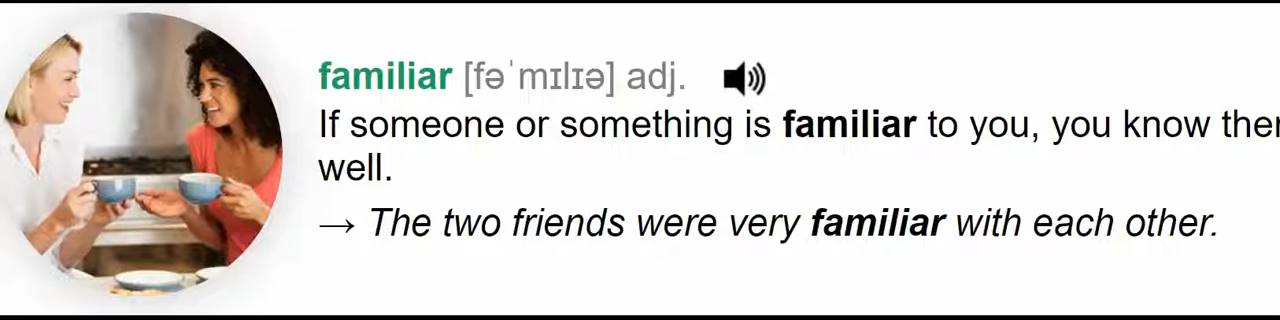 familiar [fəˈmɪlɪə] adj.
If someone or something is familiar to you, you know
well.
→ The two friends were very familiar with each other.